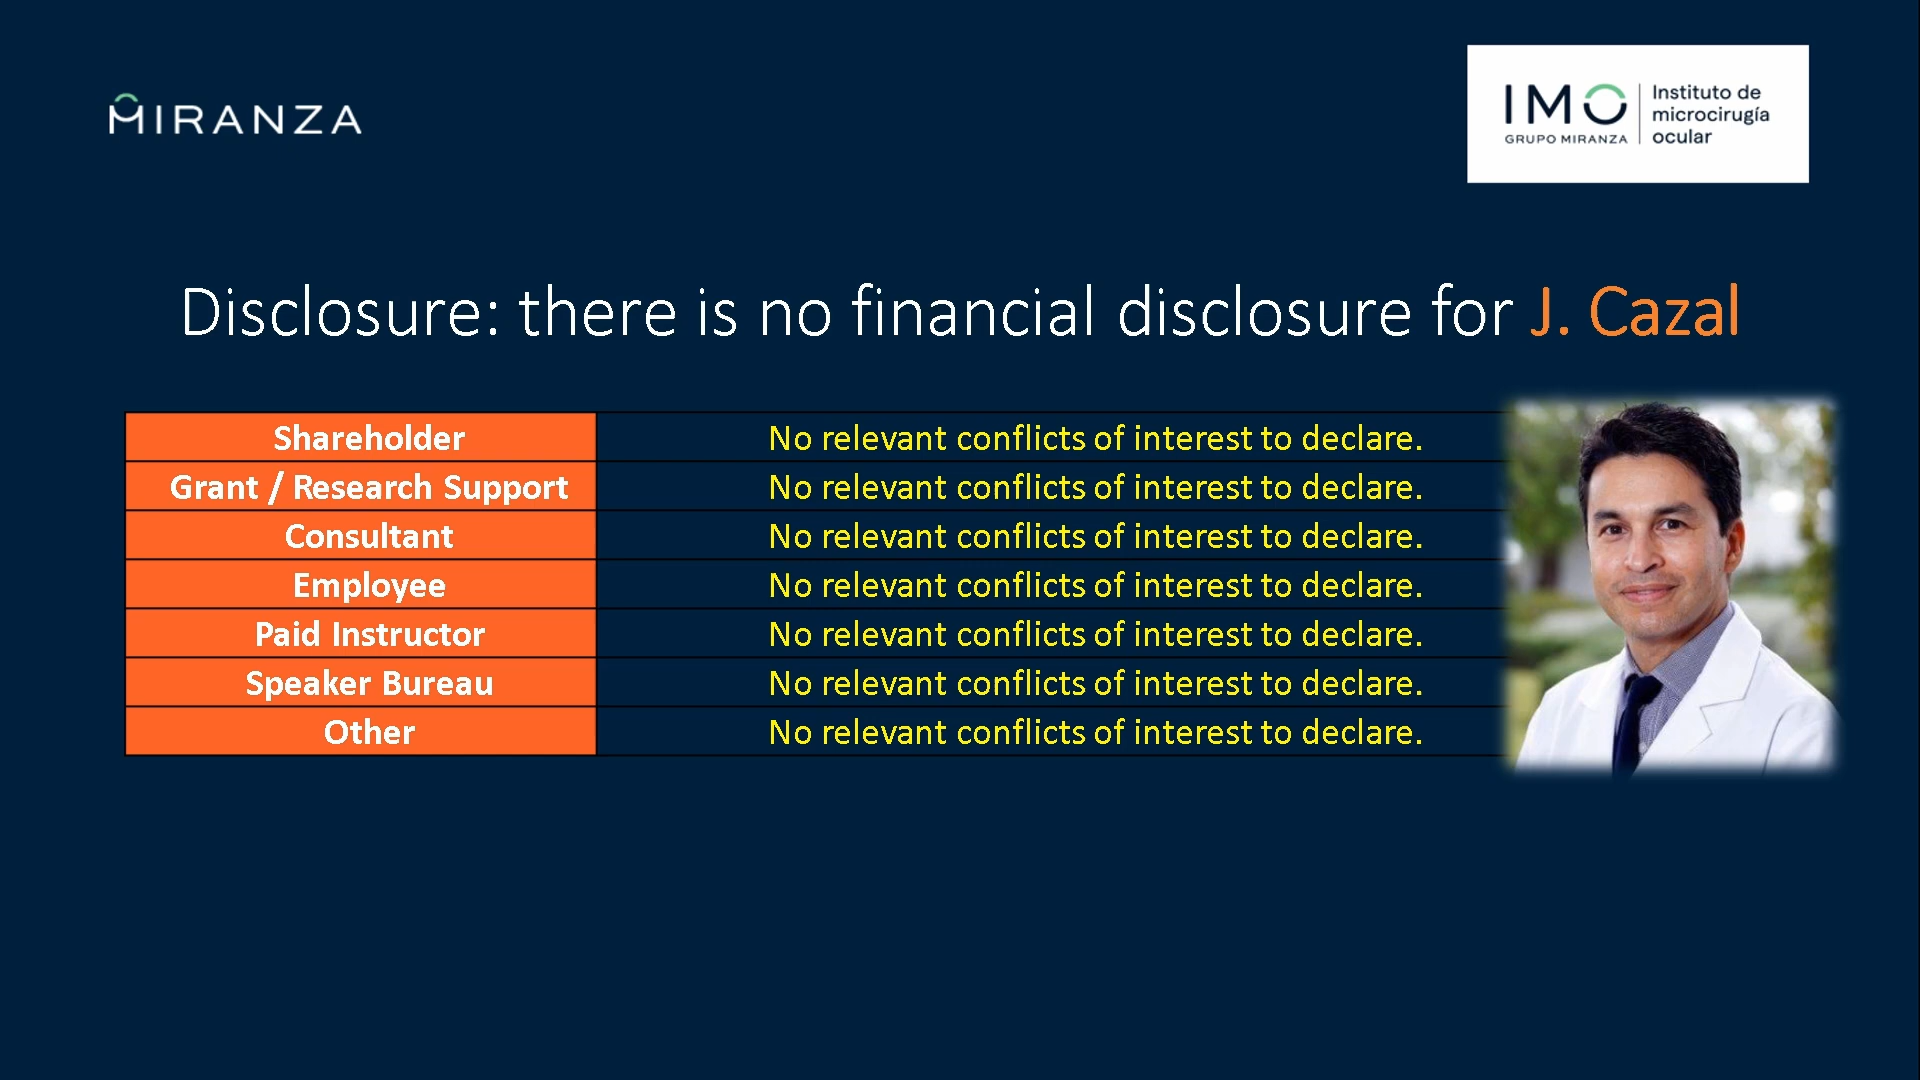 MIRANZA
IMO
GRUPO MIRANZA
Instituto de
microcirugía
ocular
Disclosure: there is no financial disclosure for J. Cazal
Shareholder No relevant conflicts of interest to declare.
Grant / Research Support No relevant conflicts of interest to declare.
Consultant No relevant conflicts of interest to declare.
Employee No relevant conflicts of interest to declare.
Paid Instructor No relevant conflicts of interest to declare.
Speaker Bureau No relevant conflicts of interest to declare.
Other No relevant conflicts of interest to declare.